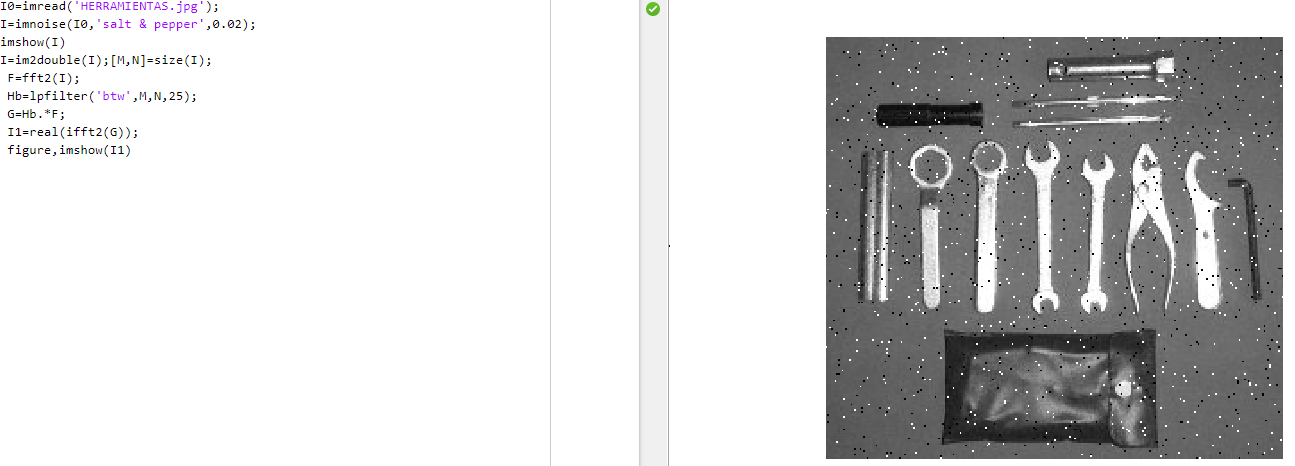 I0=imread('HERRAMIENTAS.jpg');
I=imnoise(I0,'salt & pepper',0.02);
imshow(I)
I=im2double(I);[M,N]=size(I);
F=fft2(I);
Hb=lpfilter('btw',M,N,25);
G=Hb.*F;
I1=real(ifft2(G));
figure,imshow(I1)